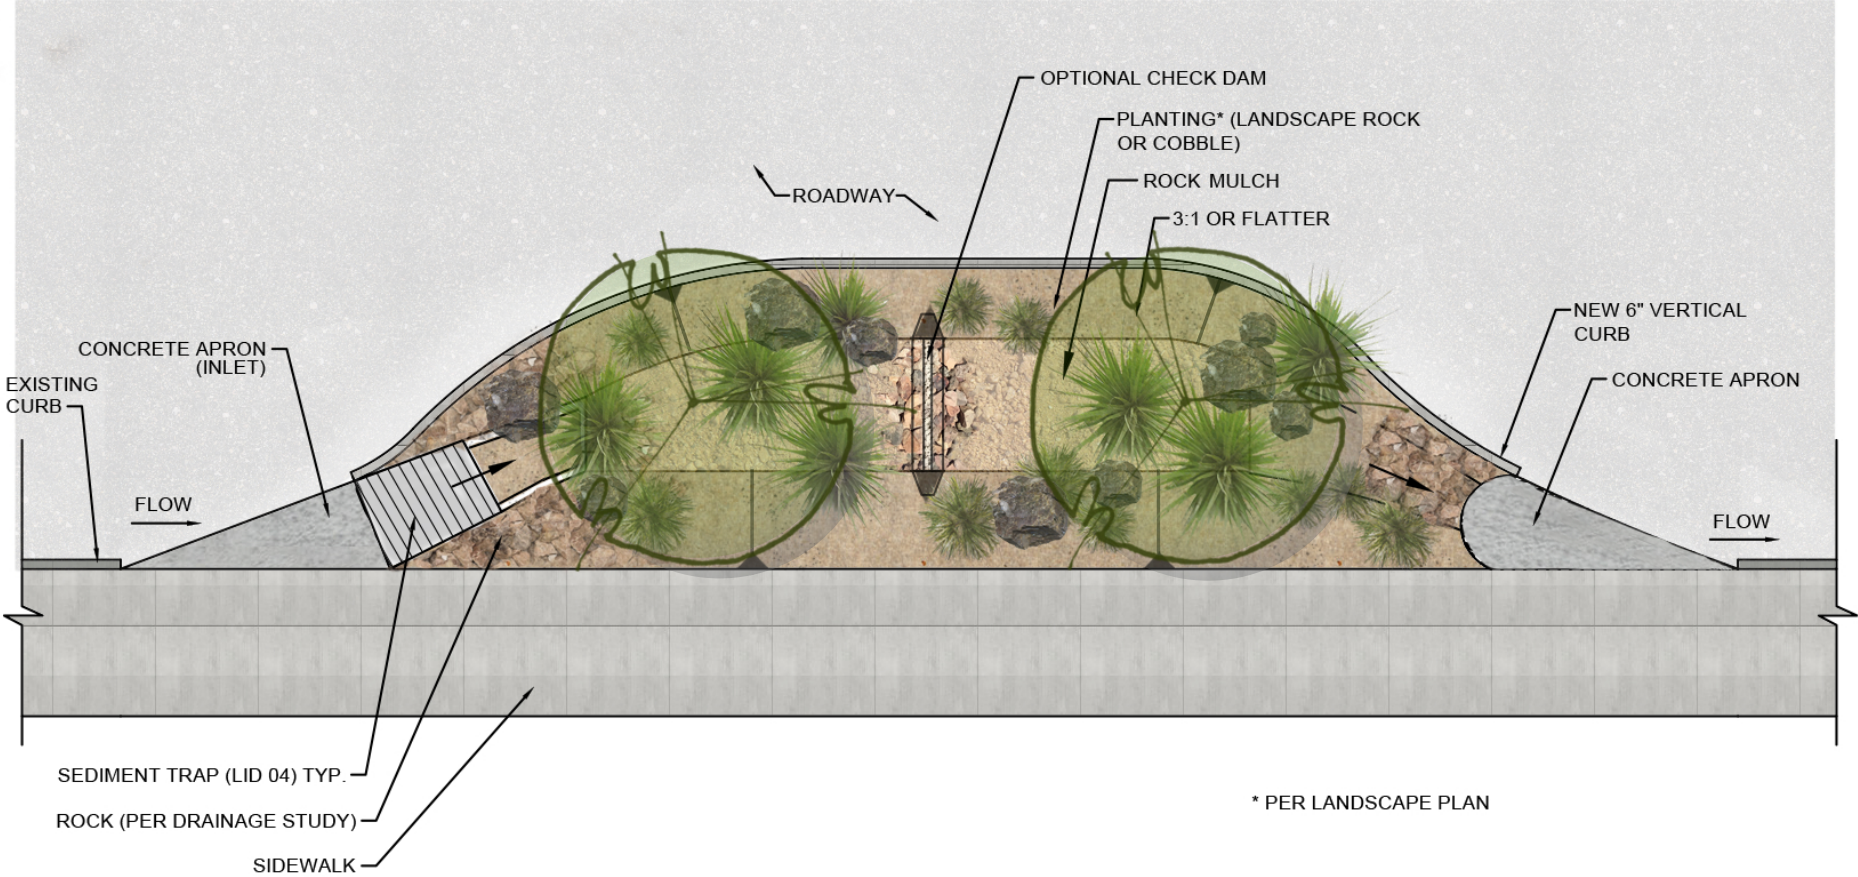 OPTIONAL CHECK DAM
PLANTING* (LANDSCAPE ROCK
OR COBBLE)
ROCK MULCH
ROADWAY
3:1 OR FLATTER
NEW 6" VERTICAL
CURB
CONCRETE APRON
(INLET)
EXISTING
CURB
CONCRETE APRON
FLOW
FLOW
SEDIMENT TRAP (LID 04) TYP.
ROCK (PER DRAINAGE STUDY)
SIDEWALK
* PER LANDSCAPE PLAN